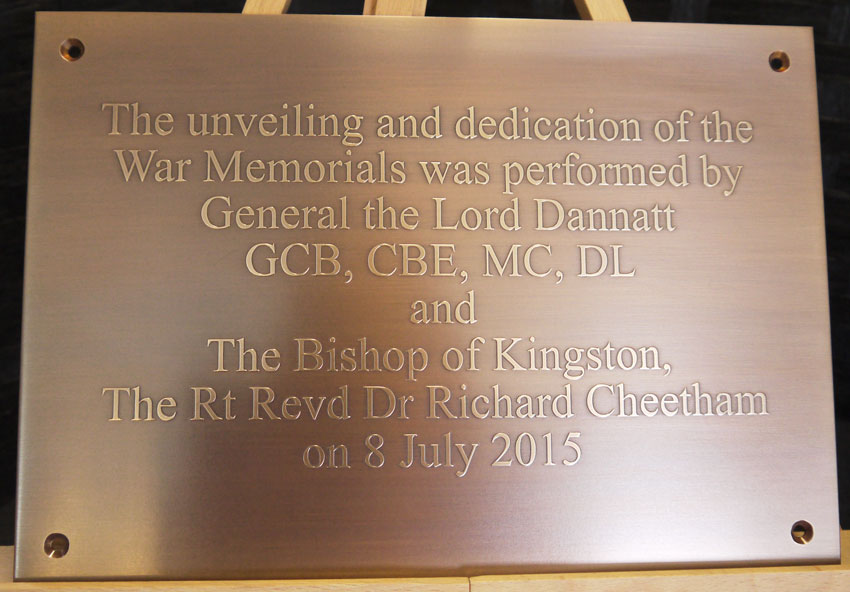 The unveiling and dedication of the
War Memorials was performed by
General the Lord Dannatt
GCB, CBE, MC, DL
and
The Bishop of Kingston,
The Rt Revd Dr Richard Cheetham
on 8 July 2015